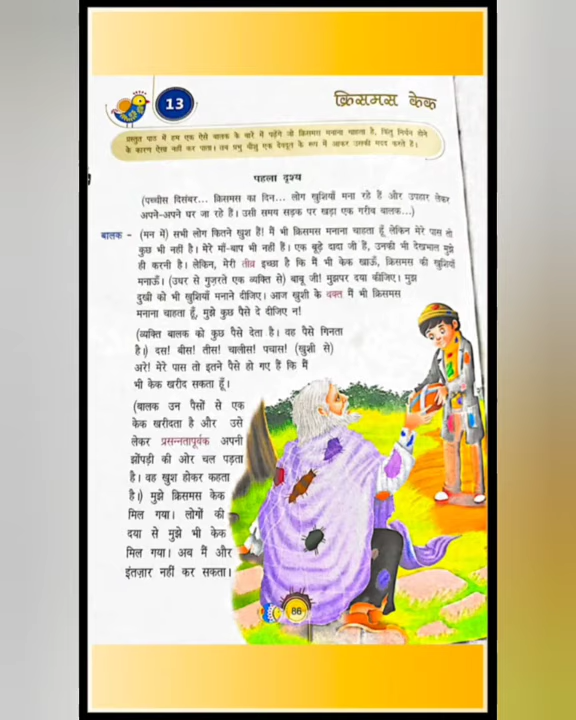 13
क्रिसमस केक
प्रस्तुत पाठ में हम एक ऐसे बालक के बारे में पढ़ेंगे जो क्रिसमस मनाना चाहता है, किंतु निर्धन होने
के कारण ऐसा नहीं कर पाता। तब प्रभु यीशु एक देवदूत के रूप में आकर उसकी मदद करते हैं।
पहला दृश्य
(पच्चीस दिसंबर... क्रिसमस का दिन... लोग खुशियाँ मना रहे हैं और उपहार लेकर
अपने-अपने घर जा रहे हैं। उसी समय सड़क पर खड़ा एक गरीब बालक...)
बालक - (मन में) सभी लोग कितने खुश हैं! मैं भी क्रिसमस मनाना चाहता हूँ लेकिन मेरे पास तो
कुछ भी नहीं है। मेरे माँ-बाप भी नहीं हैं। एक बूढ़े दादा जी हैं, उनकी भी देखभाल मुझे
ही करनी है। लेकिन, मेरी तीव्र इच्छा है कि मैं भी केक खाऊँ, क्रिसमस की खुशियाँ
मनाऊँ। (उधर से गुज़रते एक व्यक्ति से) बाबू जी! मुझपर दया कीजिए। मुझ
दुखी को भी खुशियाँ मनाने दीजिए। आज खुशी के वक्त मैं भी क्रिसमस
मनाना चाहता हूँ, मुझे कुछ पैसे दे दीजिए न!
(व्यक्ति बालक को कुछ पैसे देता है। वह पैसे गिनता
है।) दस! बीस! तीस! चालीस! पचास! (खुशी से)
अरे! मेरे पास तो इतने पैसे हो गए हैं कि मैं
भी केक खरीद सकता हूँ।
(बालक उन पैसों से एक
केक खरीदता है और उसे
लेकर प्रसन्नतापूर्वक अपनी
झोंपड़ी की ओर चल पड़ता
है। वह खुश होकर कहता
है।) मुझे क्रिसमस केक
मिल गया। लोगों की
दया से मुझे भी केक
मिल गया। अब मैं और
इंतज़ार नहीं कर सकता।
86